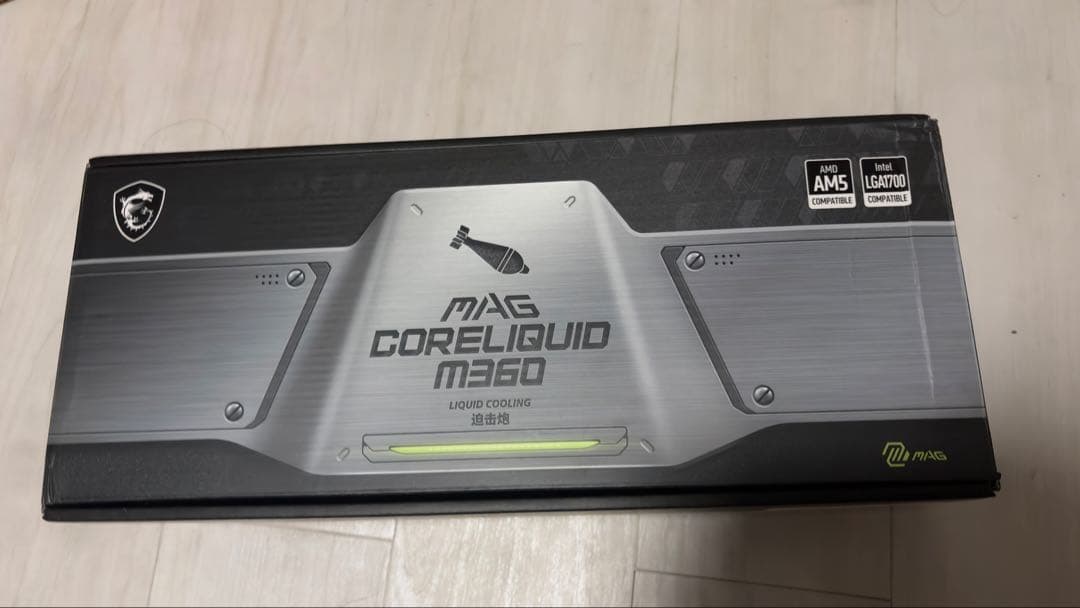 AMD
AM5
COMPATIBLE
Intel
LGA1700
COMPATIBLE
MAG
CORELIQUID
M360
LIQUID COOLING
迫击炮
MAG